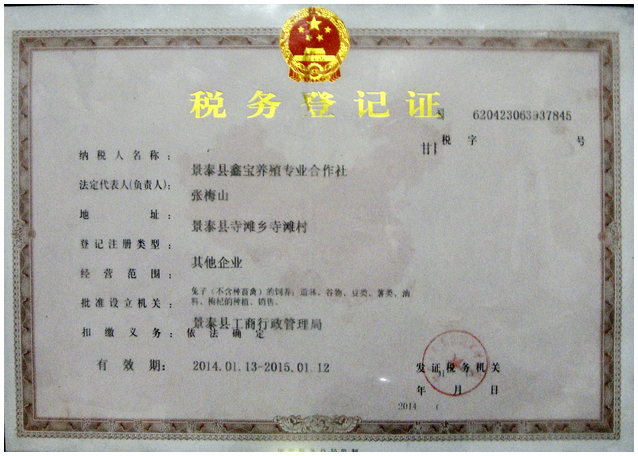 税务登记证
620423063937845
甘 税 字 号
纳税人名称： 景泰县鑫宝养殖专业合作社
法定代表人(负责人)： 张梅山
地 址： 景泰县寺滩乡寺滩村
登记注册类型： 其他企业
经营范围： 兔子（不含种畜禽）的饲养；造林、谷物、豆类、薯类、油
料、枸杞的种植、销售。
批准设立机关： 景泰县工商行政管理局
扣缴义务： 依法确定
有效期： 2014.01.13-2015.01.12
发证税务机关
年 月 日
2014